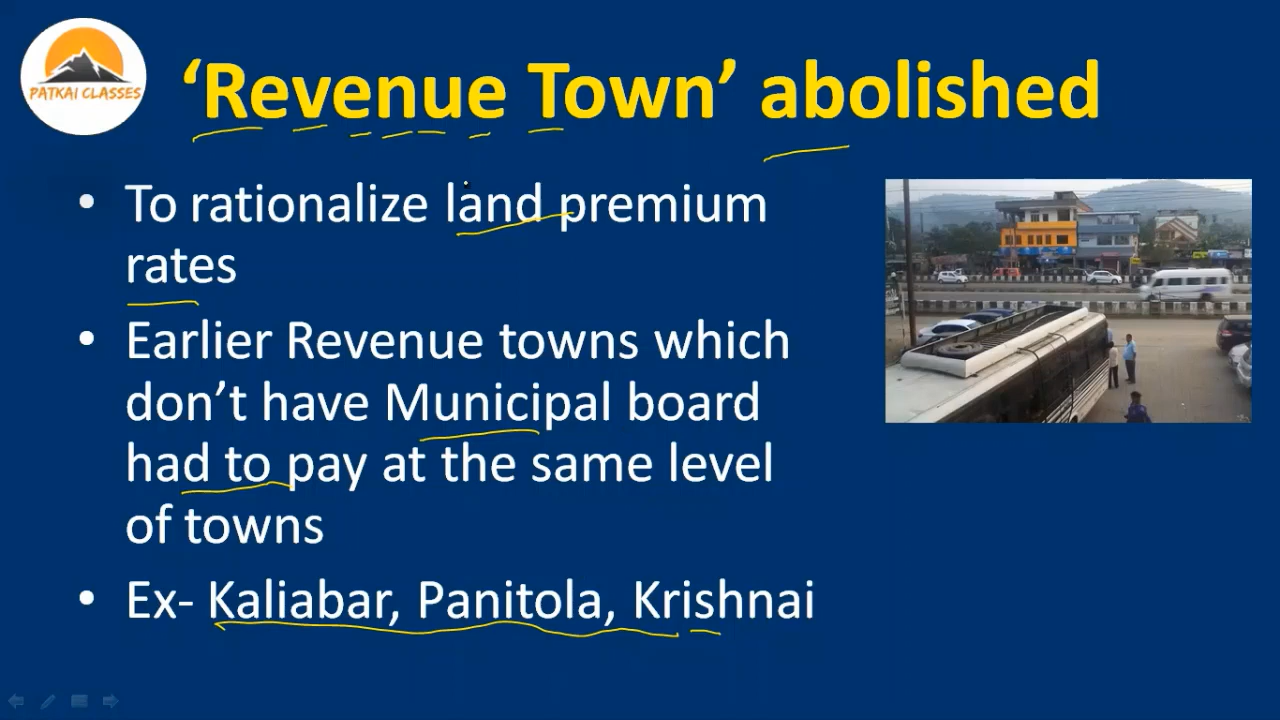 PATKAI CLASSES
‘Revenue Town’ abolished
• To rationalize land premium
rates
• Earlier Revenue towns which
don’t have Municipal board
had to pay at the same level
of towns
• Ex- Kaliabar, Panitola, Krishnai